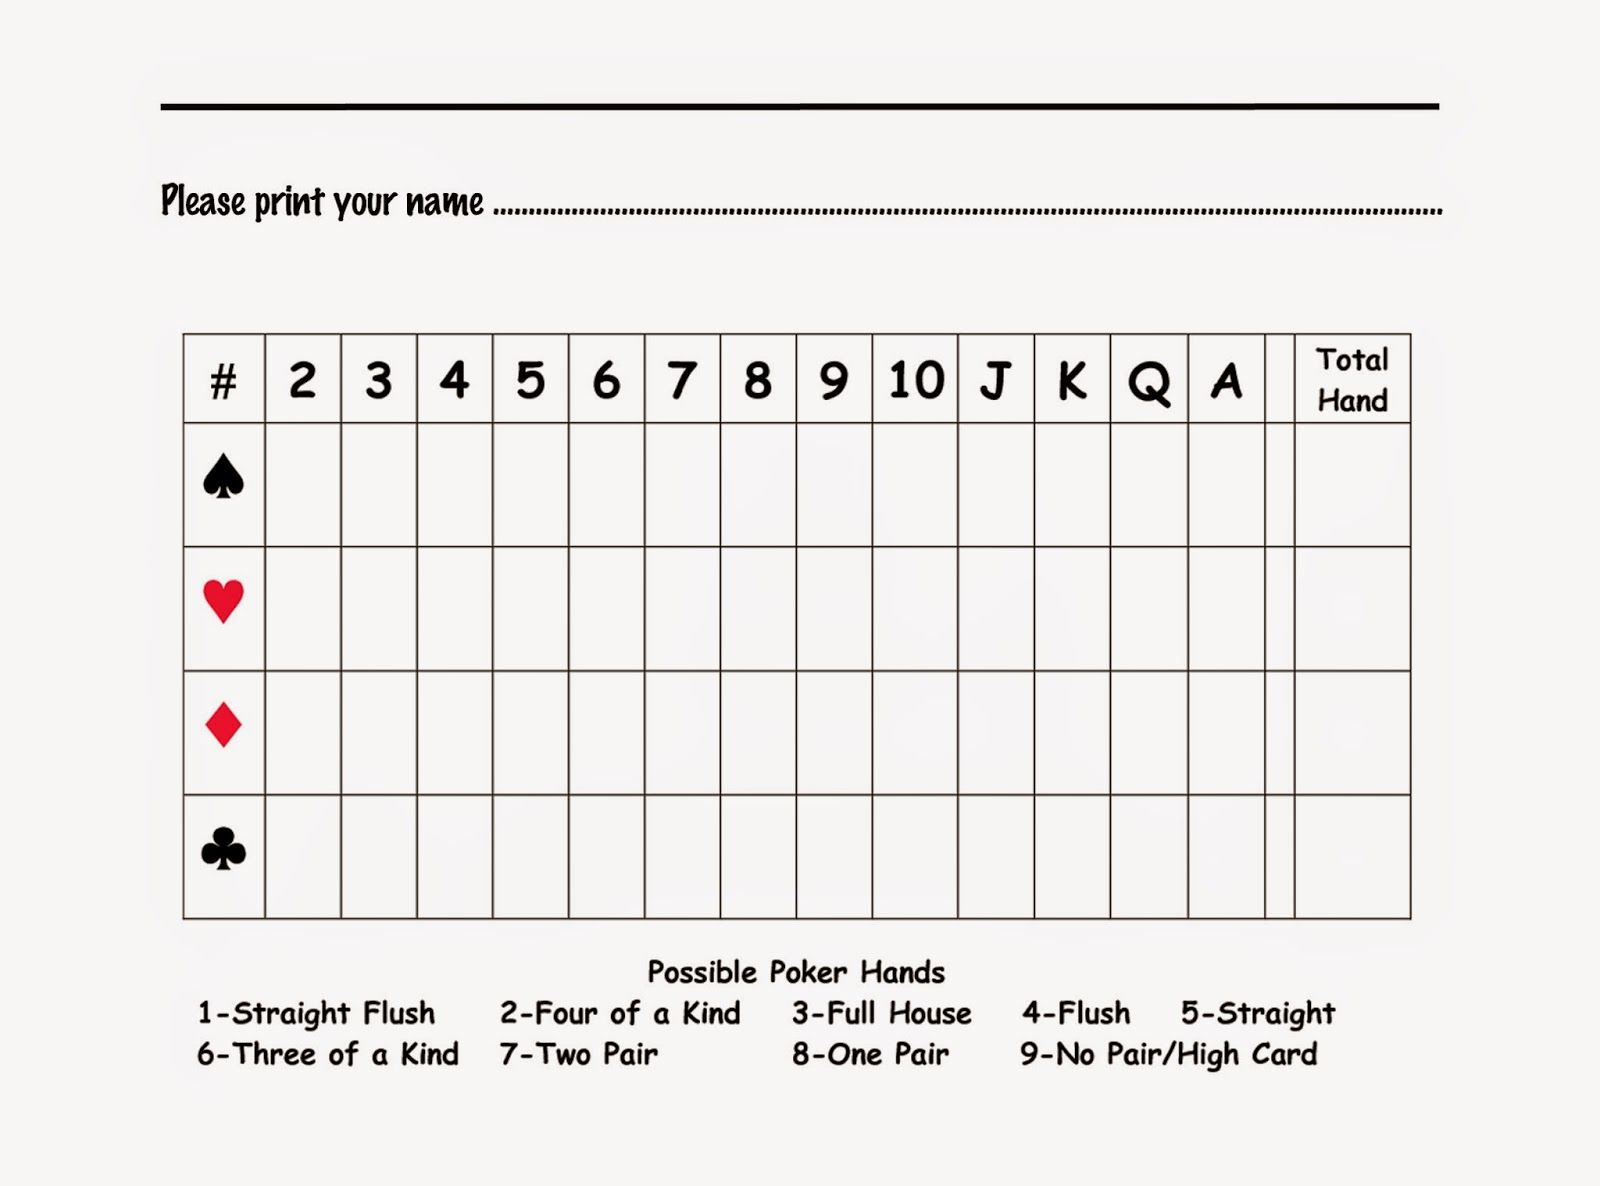 Please print your name ........................................................................................................................................
# 2 3 4 5 6 7 8 9 10 J K Q A Total Hand
♠
♥
♦
♣
Possible Poker Hands
1-Straight Flush 2-Four of a Kind 3-Full House 4-Flush 5-Straight
6-Three of a Kind 7-Two Pair 8-One Pair 9-No Pair/High Card